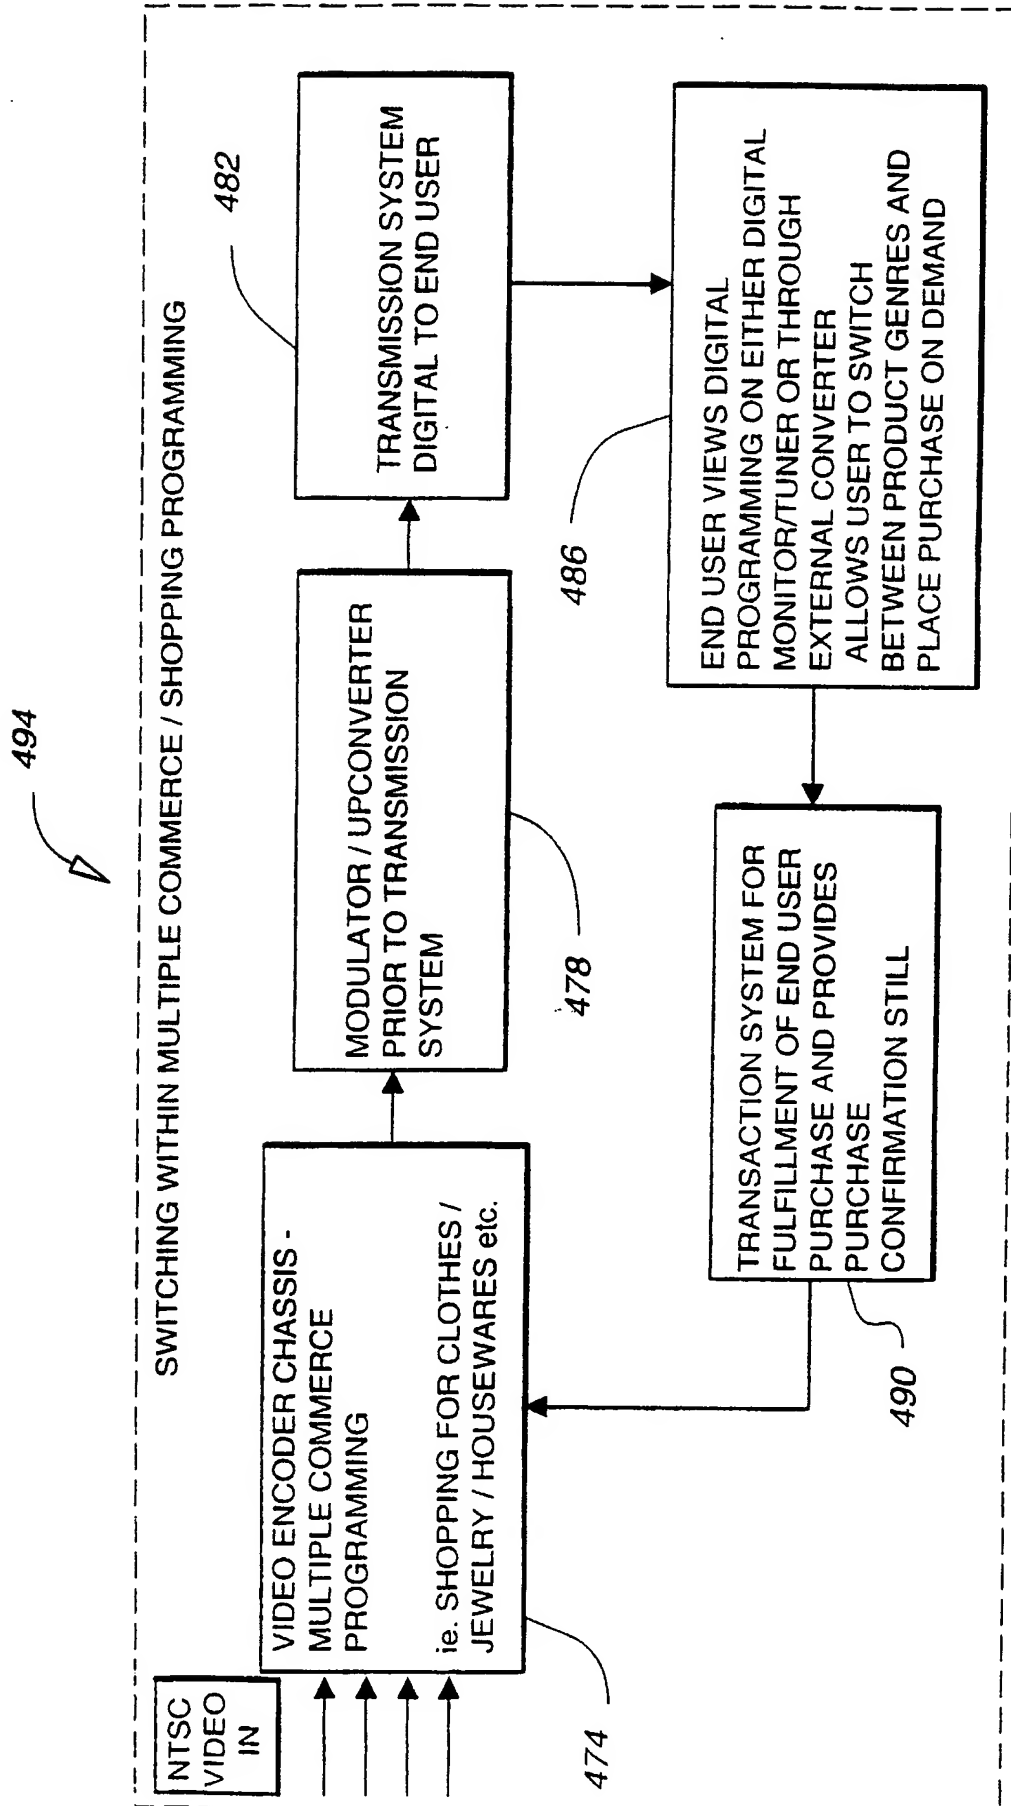 494
SWITCHING WITHIN MULTIPLE COMMERCE / SHOPPING PROGRAMMING
NTSC
VIDEO
IN
VIDEO ENCODER CHASSIS -
MULTIPLE COMMERCE
PROGRAMMING
ie. SHOPPING FOR CLOTHES /
JEWELRY / HOUSEWARES etc.
474
MODULATOR / UPCONVERTER
PRIOR TO TRANSMISSION
SYSTEM
478
TRANSMISSION SYSTEM
DIGITAL TO END USER
482
END USER VIEWS DIGITAL
PROGRAMMING ON EITHER DIGITAL
MONITOR/TUNER OR THROUGH
EXTERNAL CONVERTER
ALLOWS USER TO SWITCH
BETWEEN PRODUCT GENRES AND
PLACE PURCHASE ON DEMAND
486
TRANSACTION SYSTEM FOR
FULFILLMENT OF END USER
PURCHASE AND PROVIDES
PURCHASE
CONFIRMATION STILL
490